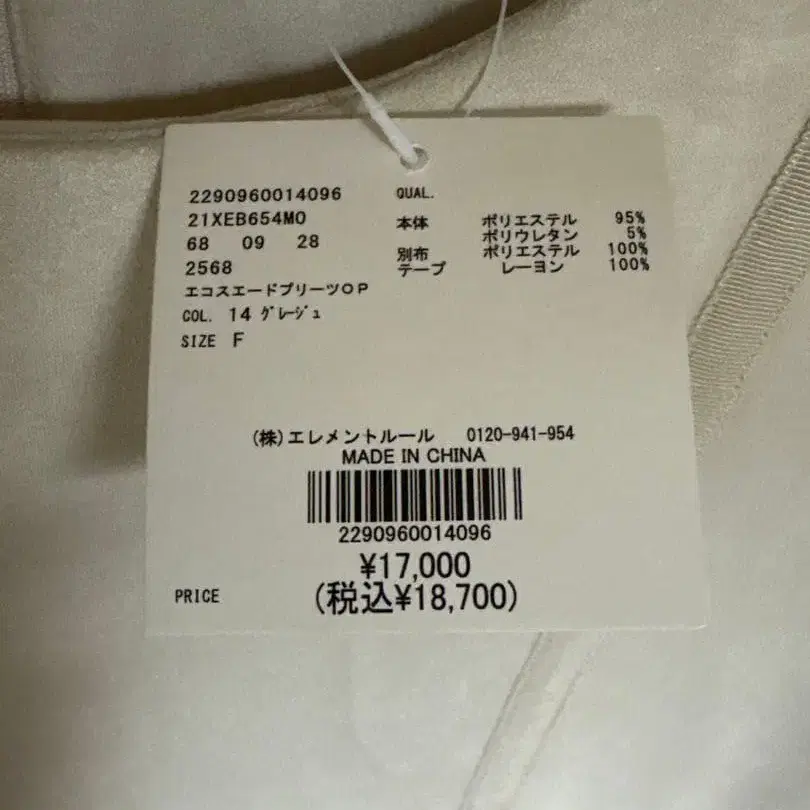 2290960014096
21XEB654MO
68 09 28
2568
エコスエードプリーツOP
COL. 14 グレージュ
SIZE F
QUAL.
本体 ポリエステル 95%
ポリウレタン 5%
別布 ポリエステル 100%
テープ レーヨン 100%
(株)エレメントルール 0120-941-954
MADE IN CHINA
2290960014096
¥17,000
PRICE (税込¥18,700)